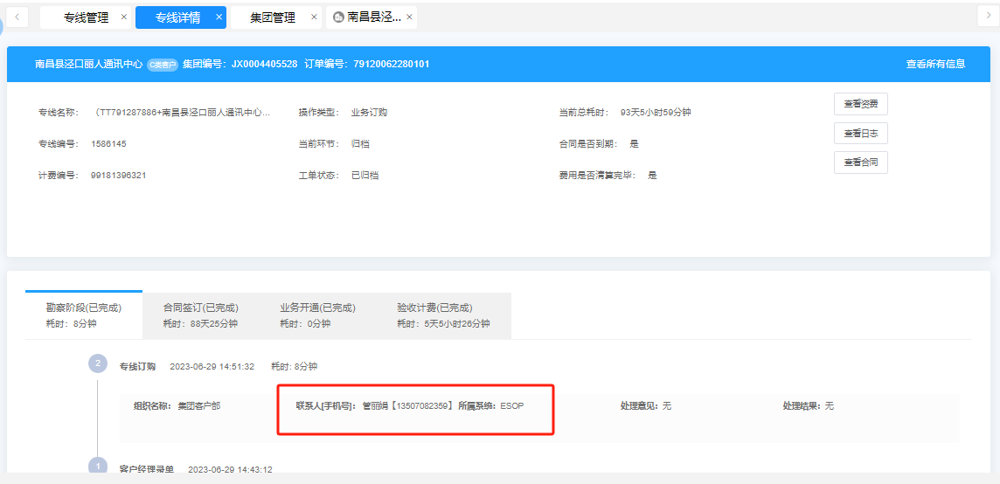 专线管理 × 专线详情 × 集团管理 × 南昌县泾... ×
南昌县泾口丽人通讯中心 C类客户 集团编号：JX0004405528 订单编号：79120062280101 查看所有信息
专线名称： （TT791287886+南昌县泾口丽人通讯中心... 操作类型： 业务订购 当前总耗时： 93天5小时59分钟 查看资费
查看日志
专线编号： 1586145 当前环节： 归档 合同是否到期： 是
查看合同
计费编号： 99181396321 工单状态： 已归档 费用是否清算完毕： 是
勘察阶段(已完成) 合同签订(已完成) 业务开通(已完成) 验收计费(已完成)
耗时：8分钟 耗时：88天25分钟 耗时：0分钟 耗时：5天5小时26分钟
2 专线订购 2023-06-29 14:51:32 耗时: 8分钟
组织名称： 集团客户部 联系人[手机号]： 管丽娟【13507082359】 所属系统： ESOP 处理意见：无 处理结果：无
1 客户经理录单 2023-06-29 14:43:12